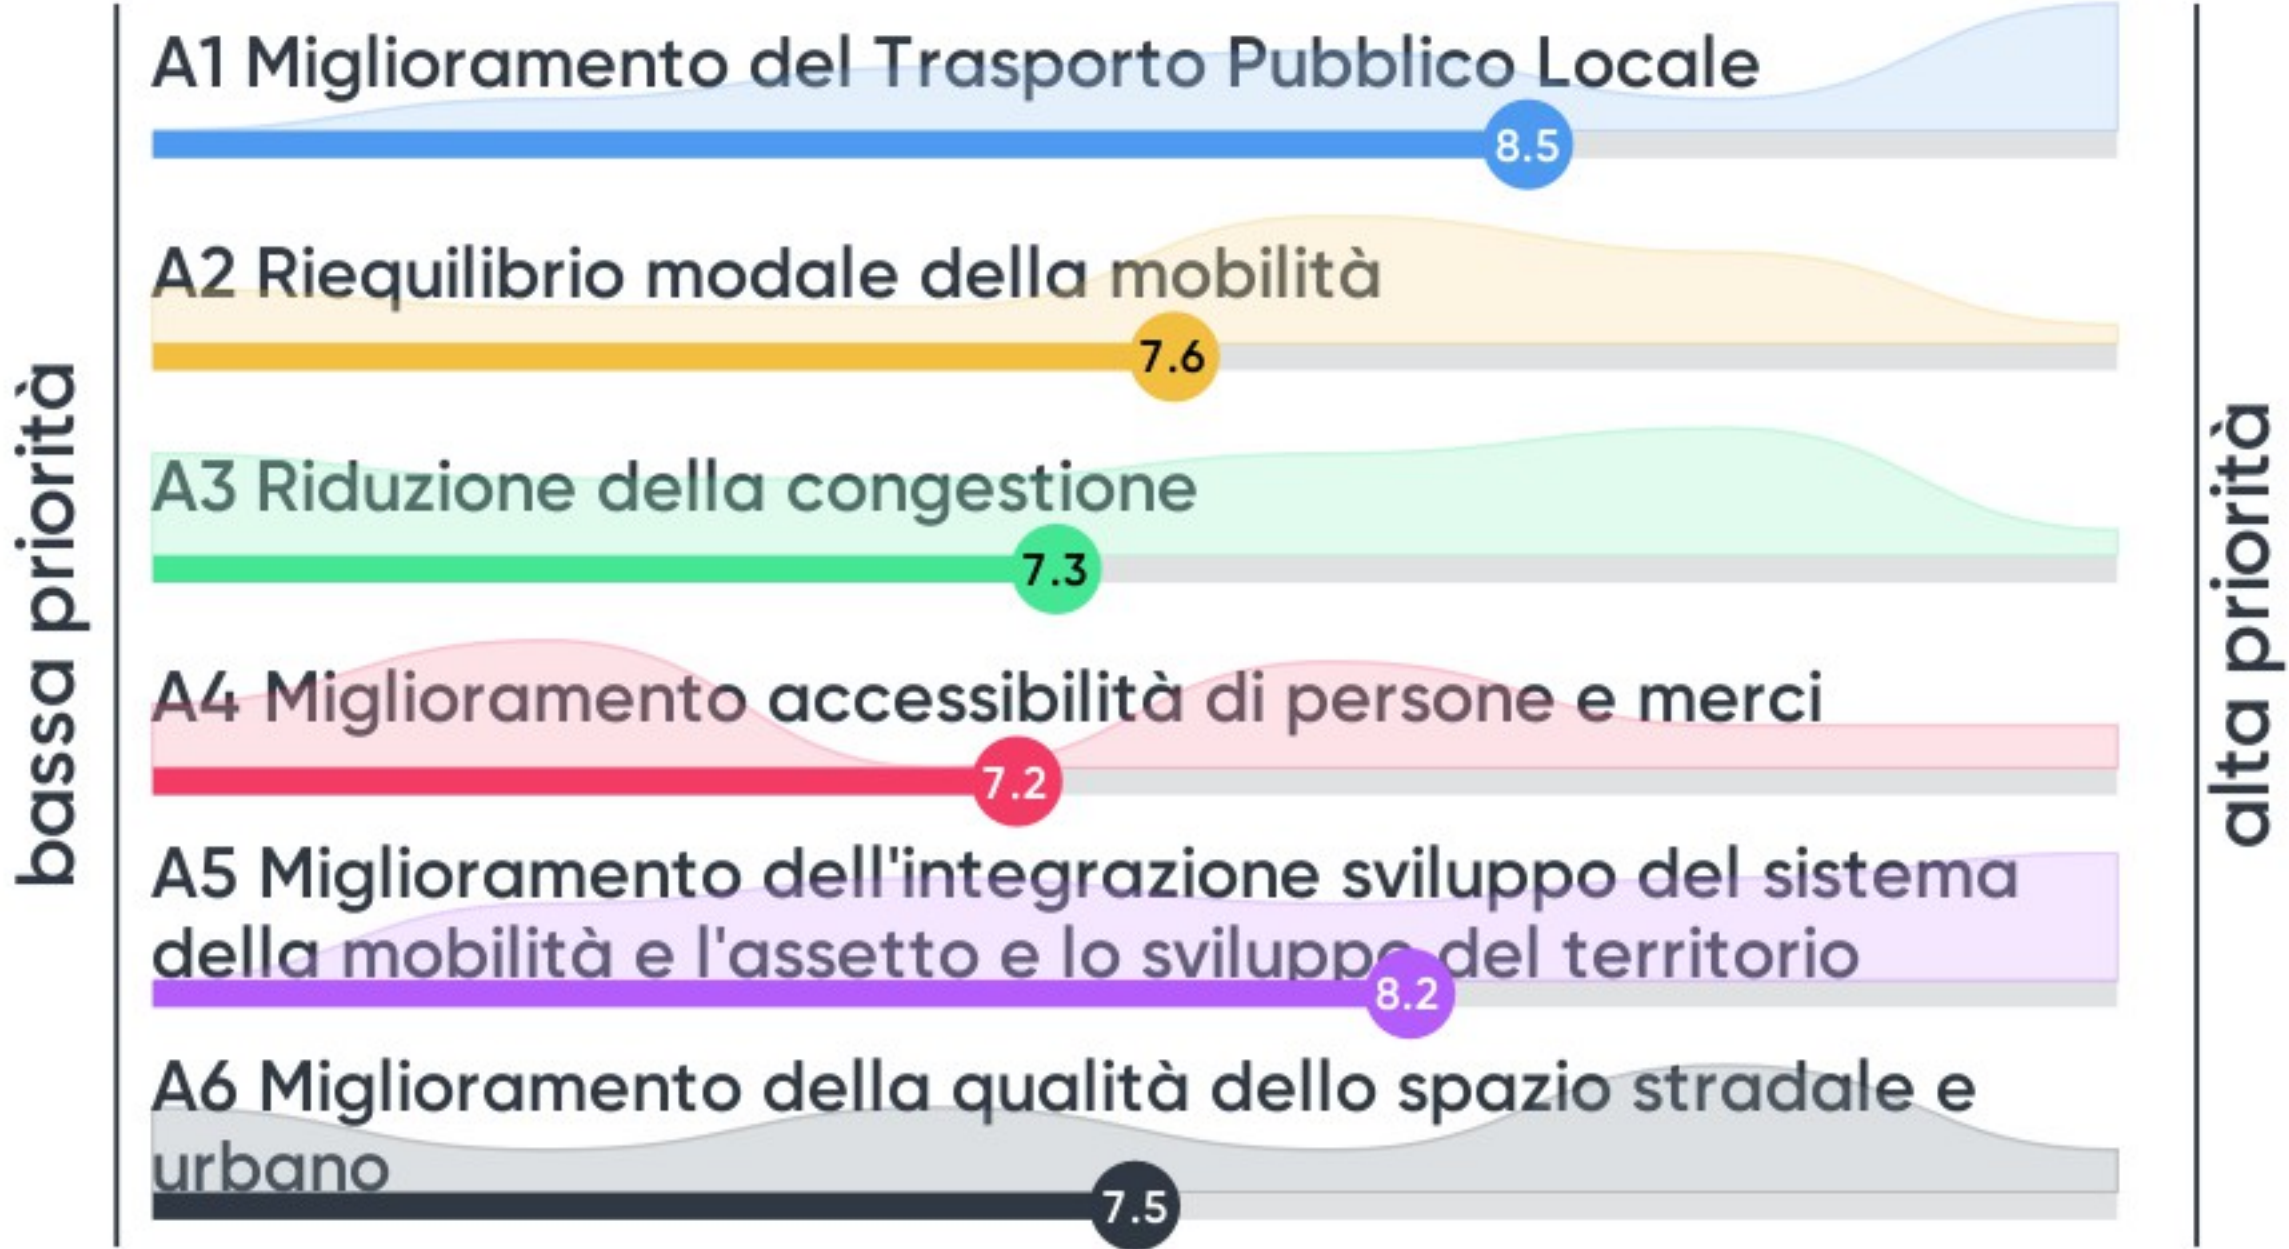 A1 Miglioramento del Trasporto Pubblico Locale
8.5
A2 Riequilibrio modale della mobilità
7.6
A3 Riduzione della congestione
7.3
A4 Miglioramento accessibilità di persone e merci
7.2
A5 Miglioramento dell'integrazione sviluppo del sistema
della mobilità e l'assetto e lo sviluppo del territorio
8.2
A6 Miglioramento della qualità dello spazio stradale e
urbano
7.5
bassa priorità
alta priorità